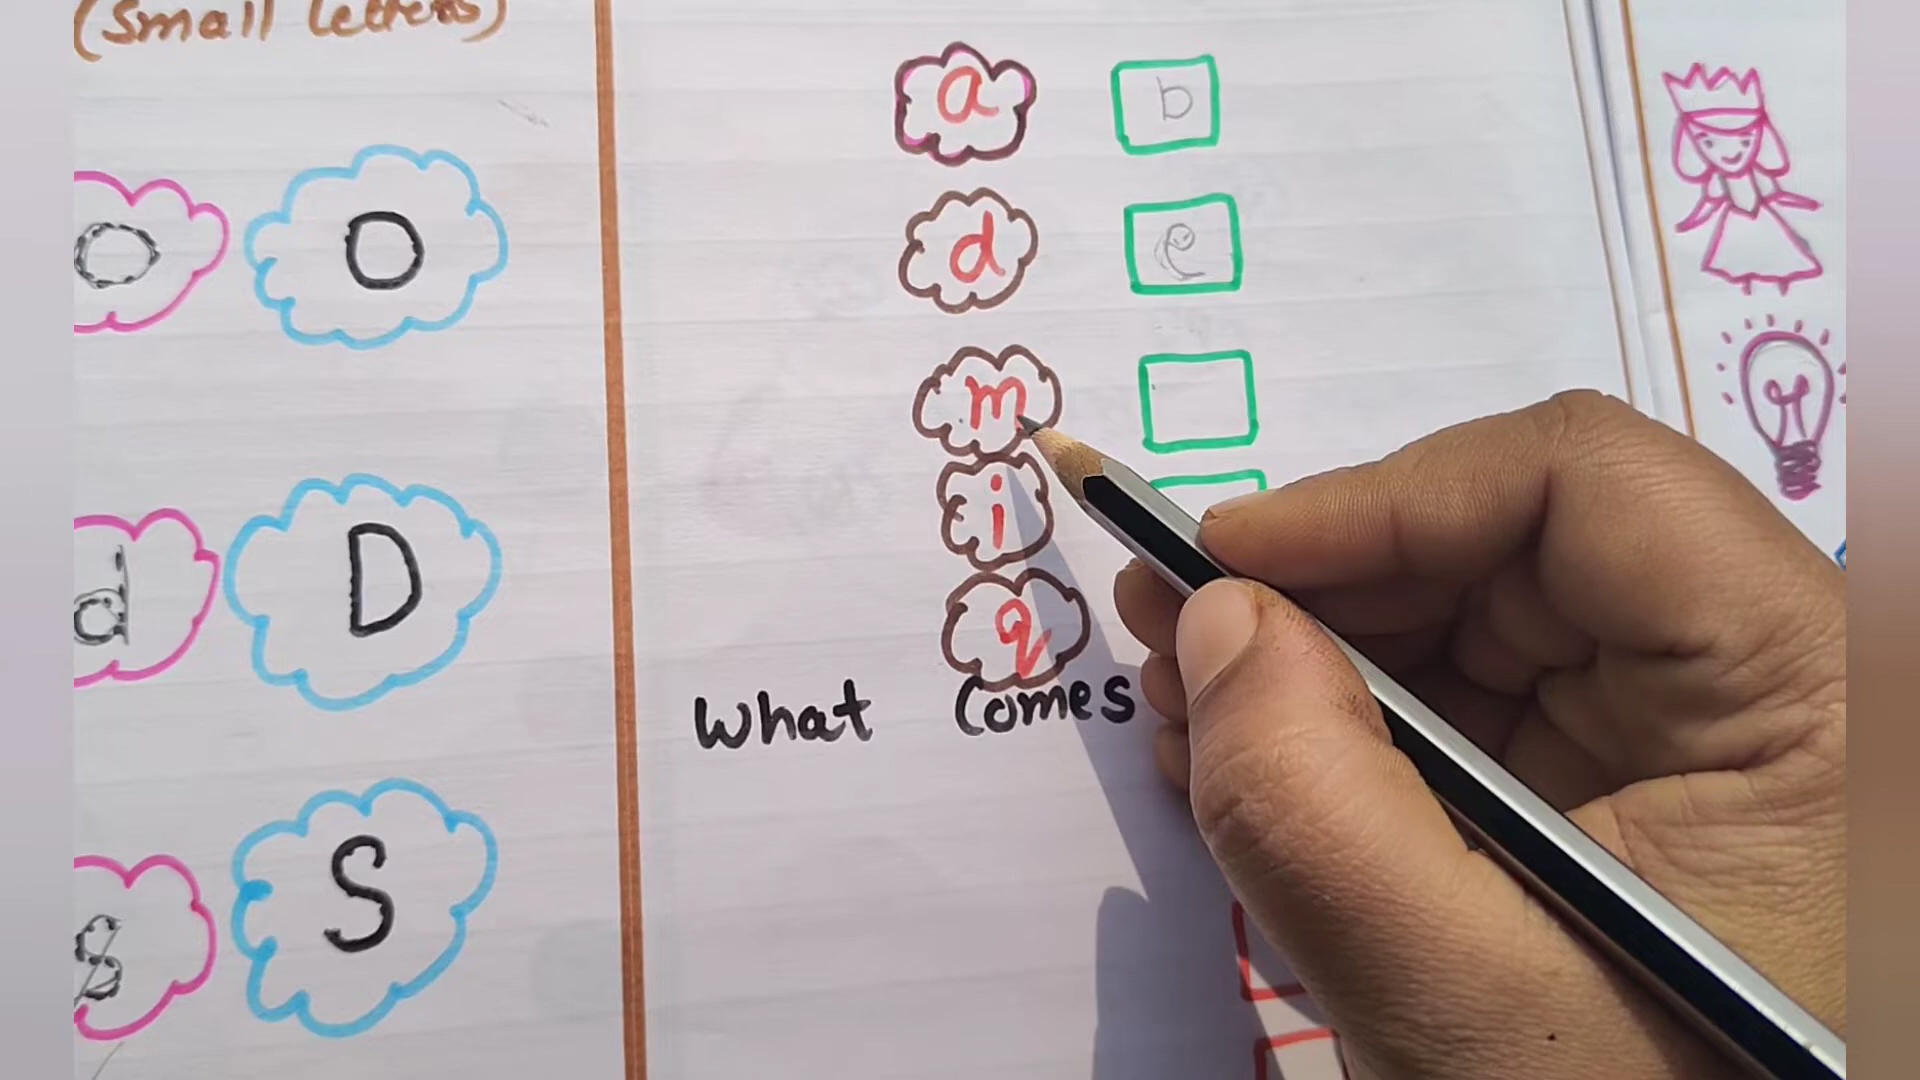 (Small Letters)
a b
o O
d e
m
i
d D
q
What Comes
s S